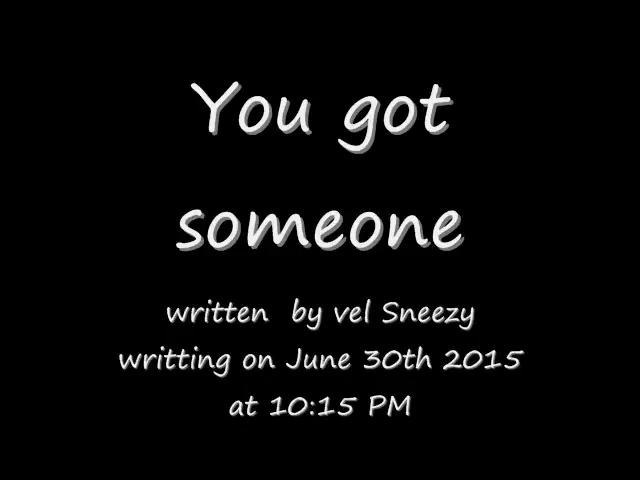 You got
someone
written by vel Sneezy
writting on June 30th 2015
at 10:15 PM